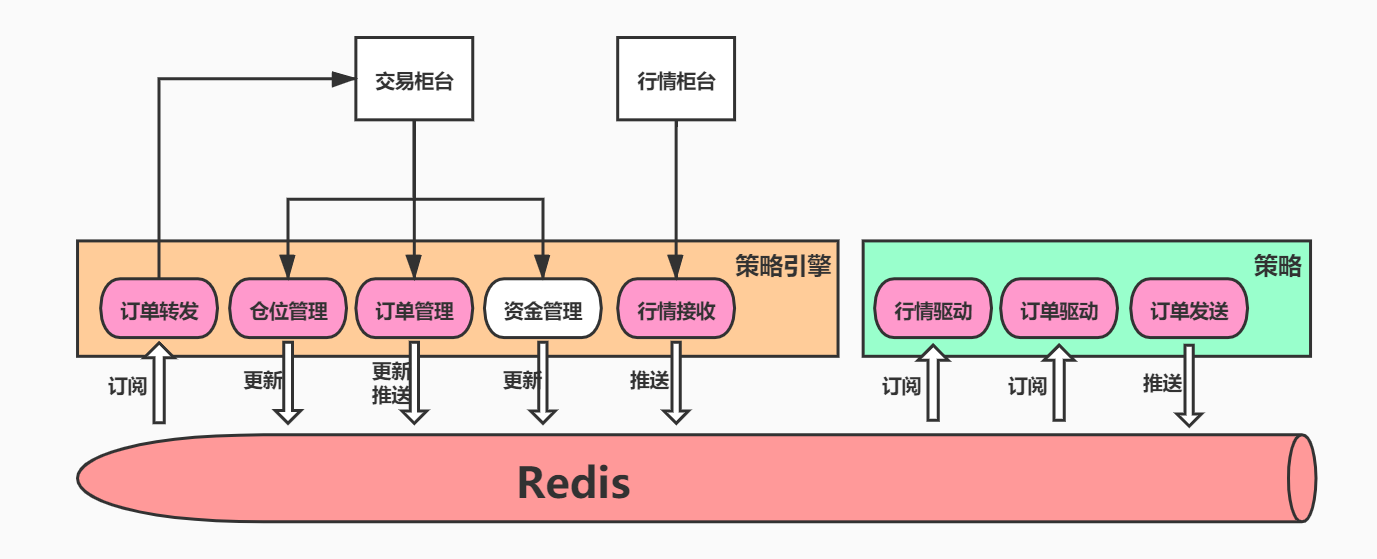 交易柜台
行情柜台
策略引擎
策略
订单转发
仓位管理
订单管理
资金管理
行情接收
行情驱动
订单驱动
订单发送
订阅
更新
更新
推送
更新
推送
订阅
订阅
推送
Redis